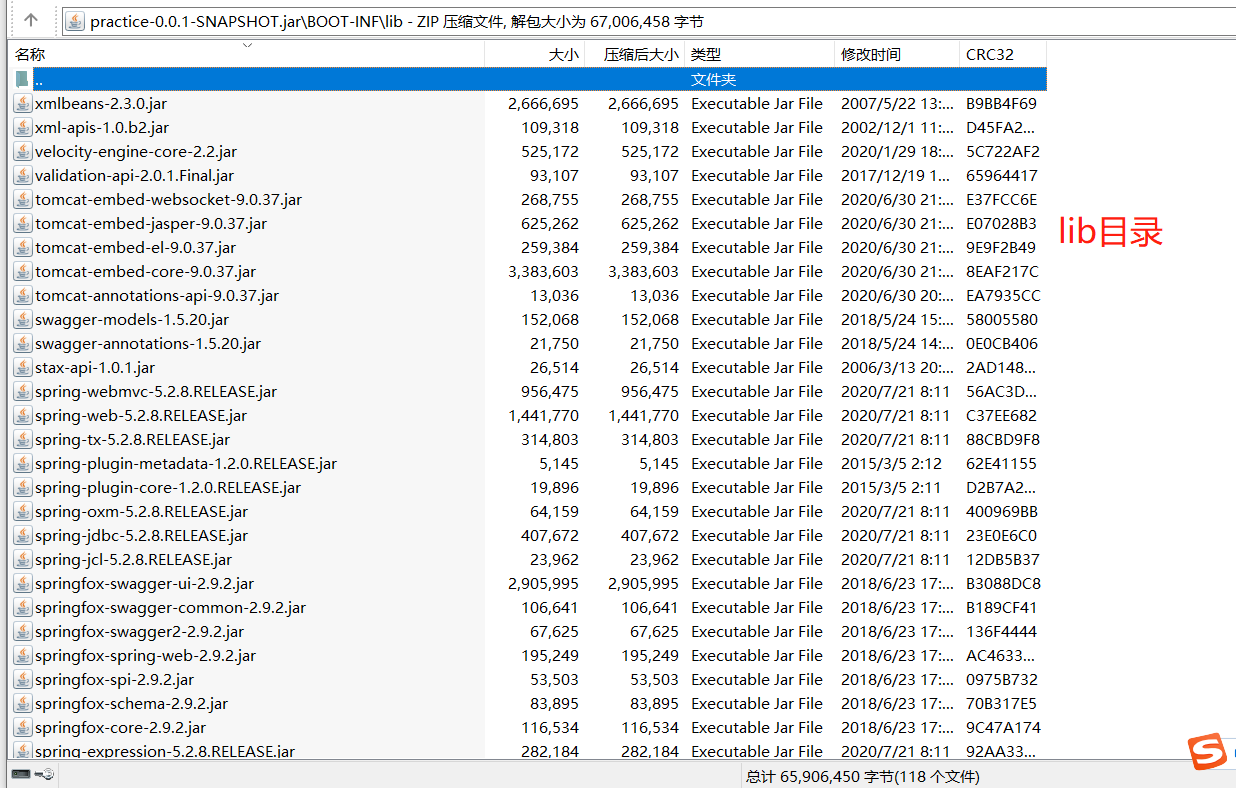 practice-0.0.1-SNAPSHOT.jar\BOOT-INF\lib - ZIP 压缩文件, 解包大小为 67,006,458 字节
名称 大小 压缩后大小 类型 修改时间 CRC32
.. 文件夹
xmlbeans-2.3.0.jar 2,666,695 2,666,695 Executable Jar File 2007/5/22 13:... B9BB4F69
xml-apis-1.0.b2.jar 109,318 109,318 Executable Jar File 2002/12/1 11:... D45FA2...
velocity-engine-core-2.2.jar 525,172 525,172 Executable Jar File 2020/1/29 18:... 5C722AF2
validation-api-2.0.1.Final.jar 93,107 93,107 Executable Jar File 2017/12/19 1... 65964417
tomcat-embed-websocket-9.0.37.jar 268,755 268,755 Executable Jar File 2020/6/30 21:... E37FCC6E
tomcat-embed-jasper-9.0.37.jar 625,262 625,262 Executable Jar File 2020/6/30 21:... E07028B3
lib目录
tomcat-embed-el-9.0.37.jar 259,384 259,384 Executable Jar File 2020/6/30 21:... 9E9F2B49
tomcat-embed-core-9.0.37.jar 3,383,603 3,383,603 Executable Jar File 2020/6/30 21:... 8EAF217C
tomcat-annotations-api-9.0.37.jar 13,036 13,036 Executable Jar File 2020/6/30 20:... EA7935CC
swagger-models-1.5.20.jar 152,068 152,068 Executable Jar File 2018/5/24 15:... 58005580
swagger-annotations-1.5.20.jar 21,750 21,750 Executable Jar File 2018/5/24 14:... 0E0CB406
stax-api-1.0.1.jar 26,514 26,514 Executable Jar File 2006/3/13 20:... 2AD148...
spring-webmvc-5.2.8.RELEASE.jar 956,475 956,475 Executable Jar File 2020/7/21 8:11 56AC3D...
spring-web-5.2.8.RELEASE.jar 1,441,770 1,441,770 Executable Jar File 2020/7/21 8:11 C37EE682
spring-tx-5.2.8.RELEASE.jar 314,803 314,803 Executable Jar File 2020/7/21 8:11 88CBD9F8
spring-plugin-metadata-1.2.0.RELEASE.jar 5,145 5,145 Executable Jar File 2015/3/5 2:12 62E41155
spring-plugin-core-1.2.0.RELEASE.jar 19,896 19,896 Executable Jar File 2015/3/5 2:11 D2B7A2...
spring-oxm-5.2.8.RELEASE.jar 64,159 64,159 Executable Jar File 2020/7/21 8:11 400969BB
spring-jdbc-5.2.8.RELEASE.jar 407,672 407,672 Executable Jar File 2020/7/21 8:11 23E0E6C0
spring-jcl-5.2.8.RELEASE.jar 23,962 23,962 Executable Jar File 2020/7/21 8:11 12DB5B37
springfox-swagger-ui-2.9.2.jar 2,905,995 2,905,995 Executable Jar File 2018/6/23 17:... B3088DC8
springfox-swagger-common-2.9.2.jar 106,641 106,641 Executable Jar File 2018/6/23 17:... B189CF41
springfox-swagger2-2.9.2.jar 67,625 67,625 Executable Jar File 2018/6/23 17:... 136F4444
springfox-spring-web-2.9.2.jar 195,249 195,249 Executable Jar File 2018/6/23 17:... AC4633...
springfox-spi-2.9.2.jar 53,503 53,503 Executable Jar File 2018/6/23 17:... 0975B732
springfox-schema-2.9.2.jar 83,895 83,895 Executable Jar File 2018/6/23 17:... 70B317E5
springfox-core-2.9.2.jar 116,534 116,534 Executable Jar File 2018/6/23 17:... 9C47A174
spring-expression-5.2.8.RELEASE.jar 282,184 282,184 Executable Jar File 2020/7/21 8:11 92AA33...
总计 65,906,450 字节(118 个文件)